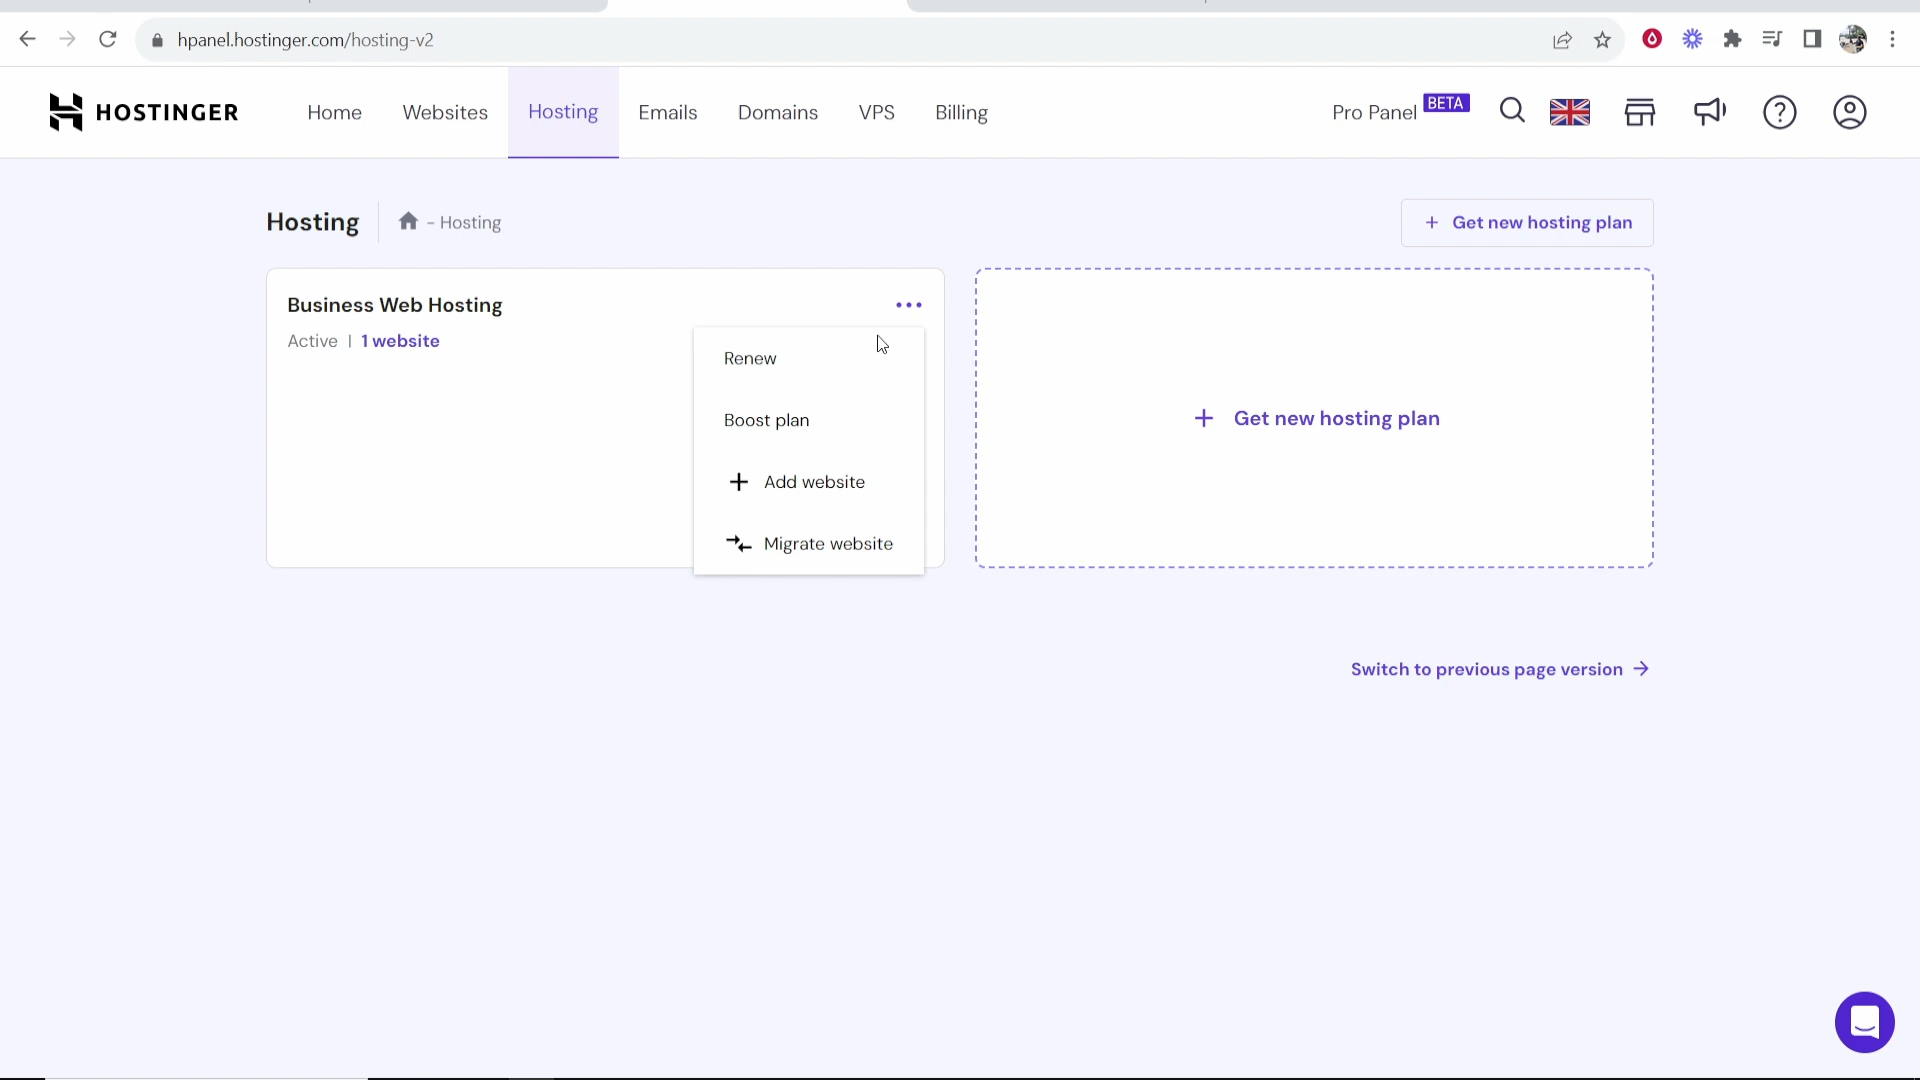 hpanel.hostinger.com/hosting-v2
HOSTINGER
Home
Websites
Hosting
Emails
Domains
VPS
Billing
Pro Panel BETA
Hosting
- Hosting
+ Get new hosting plan
Business Web Hosting
Active | 1 website
Renew
Boost plan
+ Add website
Migrate website
+ Get new hosting plan
Switch to previous page version →